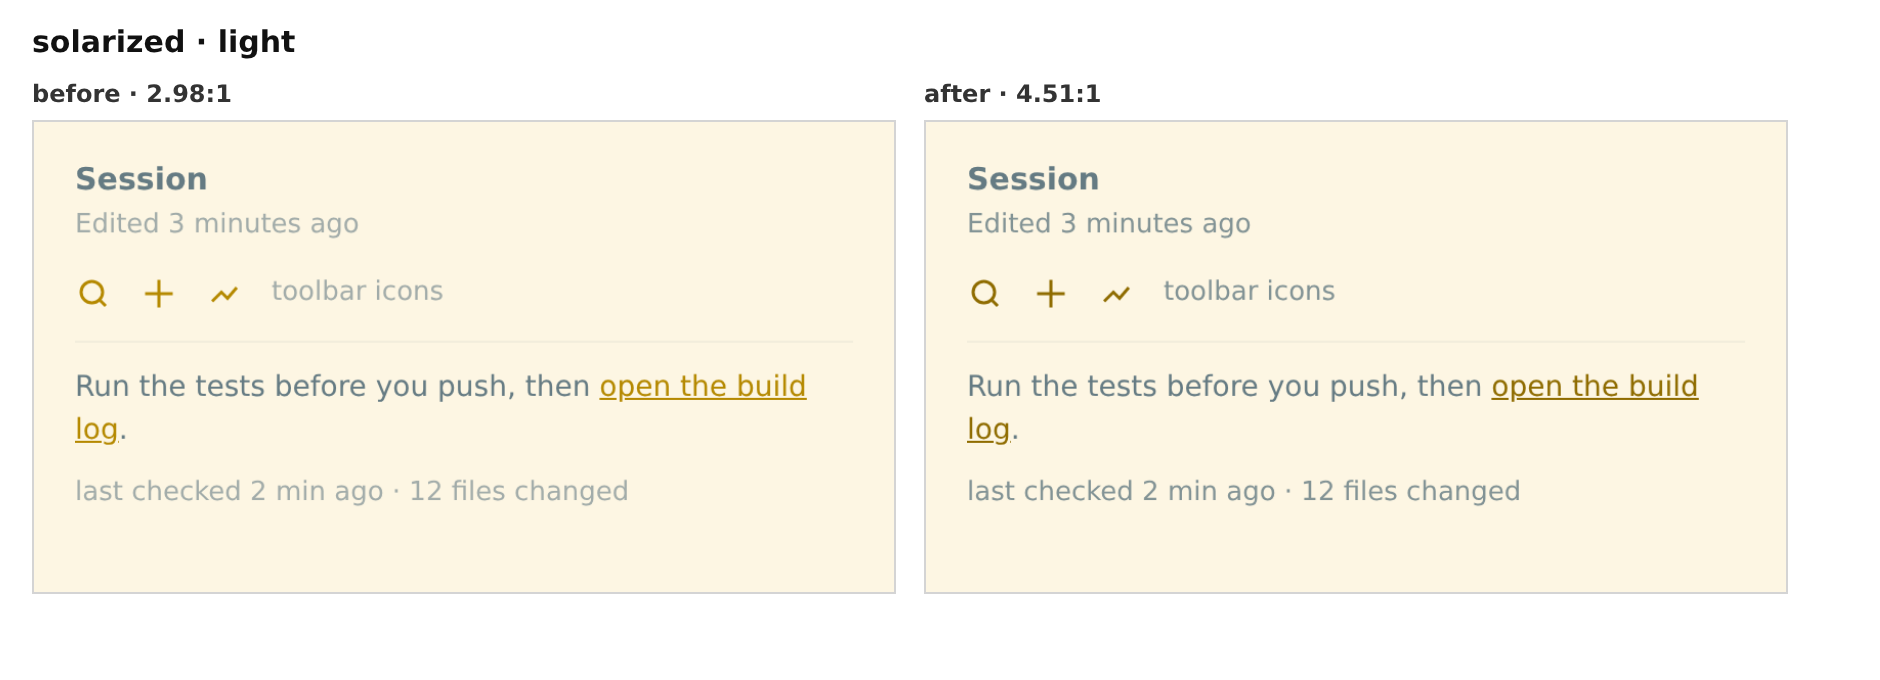 solarized · light
before · 2.98:1
Session
Edited 3 minutes ago
toolbar icons
Run the tests before you push, then open the build
log.
last checked 2 min ago · 12 files changed
after · 4.51:1
Session
Edited 3 minutes ago
toolbar icons
Run the tests before you push, then open the build
log.
last checked 2 min ago · 12 files changed